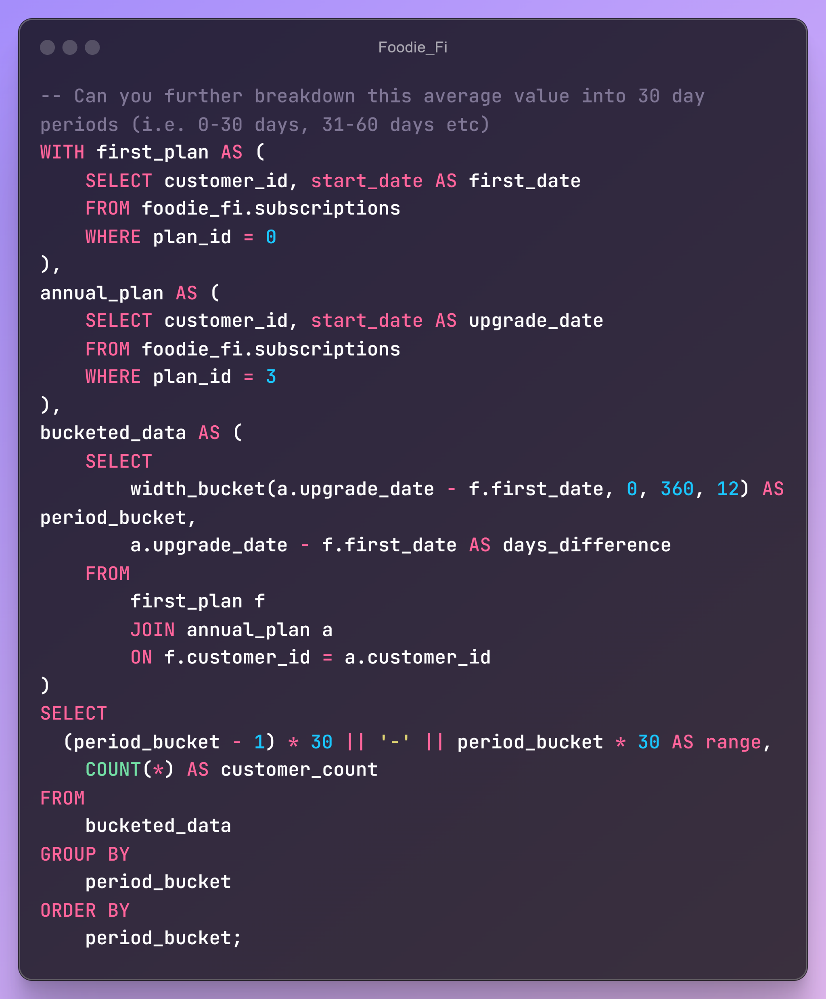 Foodie_Fi
-- Can you further breakdown this average value into 30 day
periods (i.e. 0-30 days, 31-60 days etc)
WITH first_plan AS (
    SELECT customer_id, start_date AS first_date
    FROM foodie_fi.subscriptions
    WHERE plan_id = 0
),
annual_plan AS (
    SELECT customer_id, start_date AS upgrade_date
    FROM foodie_fi.subscriptions
    WHERE plan_id = 3
),
bucketed_data AS (
    SELECT
        width_bucket(a.upgrade_date - f.first_date, 0, 360, 12) AS
period_bucket,
        a.upgrade_date - f.first_date AS days_difference
    FROM
        first_plan f
        JOIN annual_plan a
        ON f.customer_id = a.customer_id
)
SELECT
  (period_bucket - 1) * 30 || '-' || period_bucket * 30 AS range,
    COUNT(*) AS customer_count
FROM
    bucketed_data
GROUP BY
    period_bucket
ORDER BY
    period_bucket;